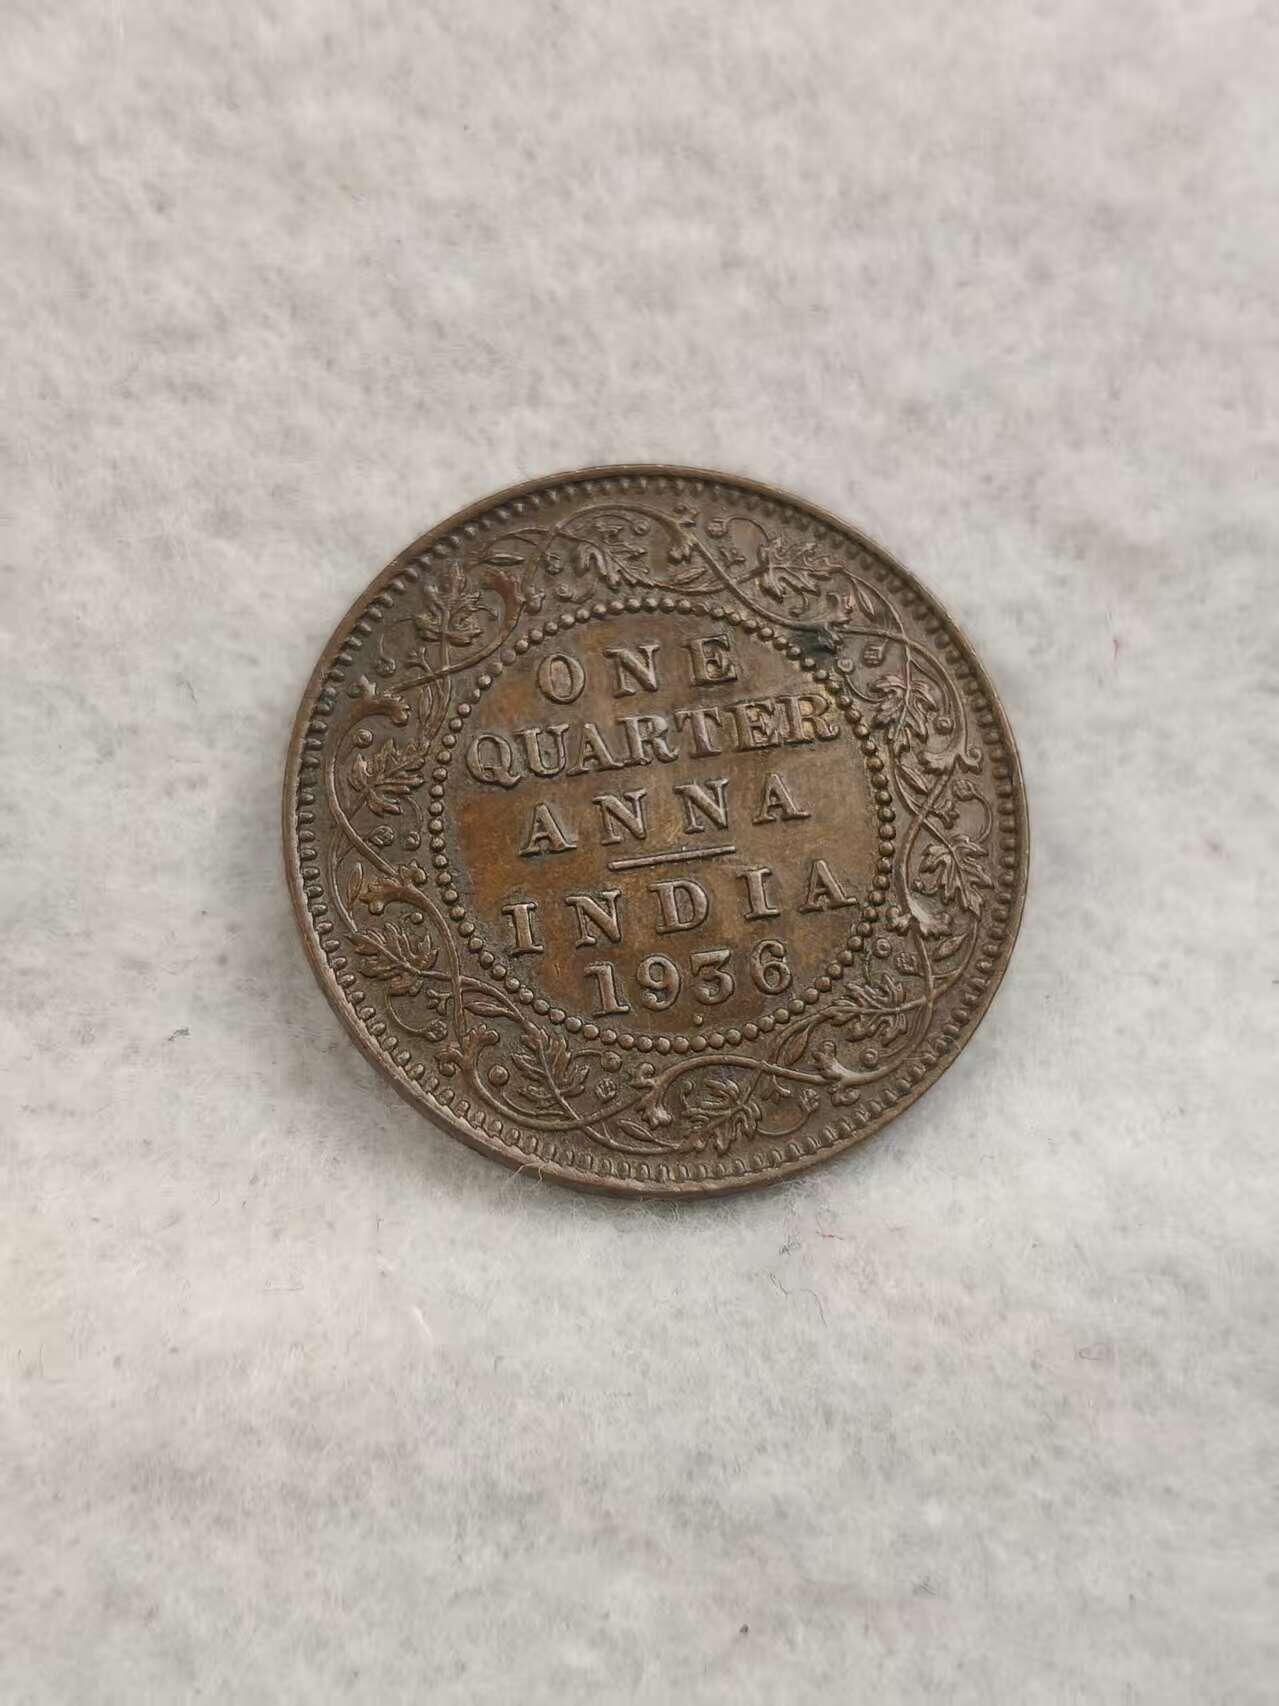 ONE
QUARTER
ANNA
INDIA
1936